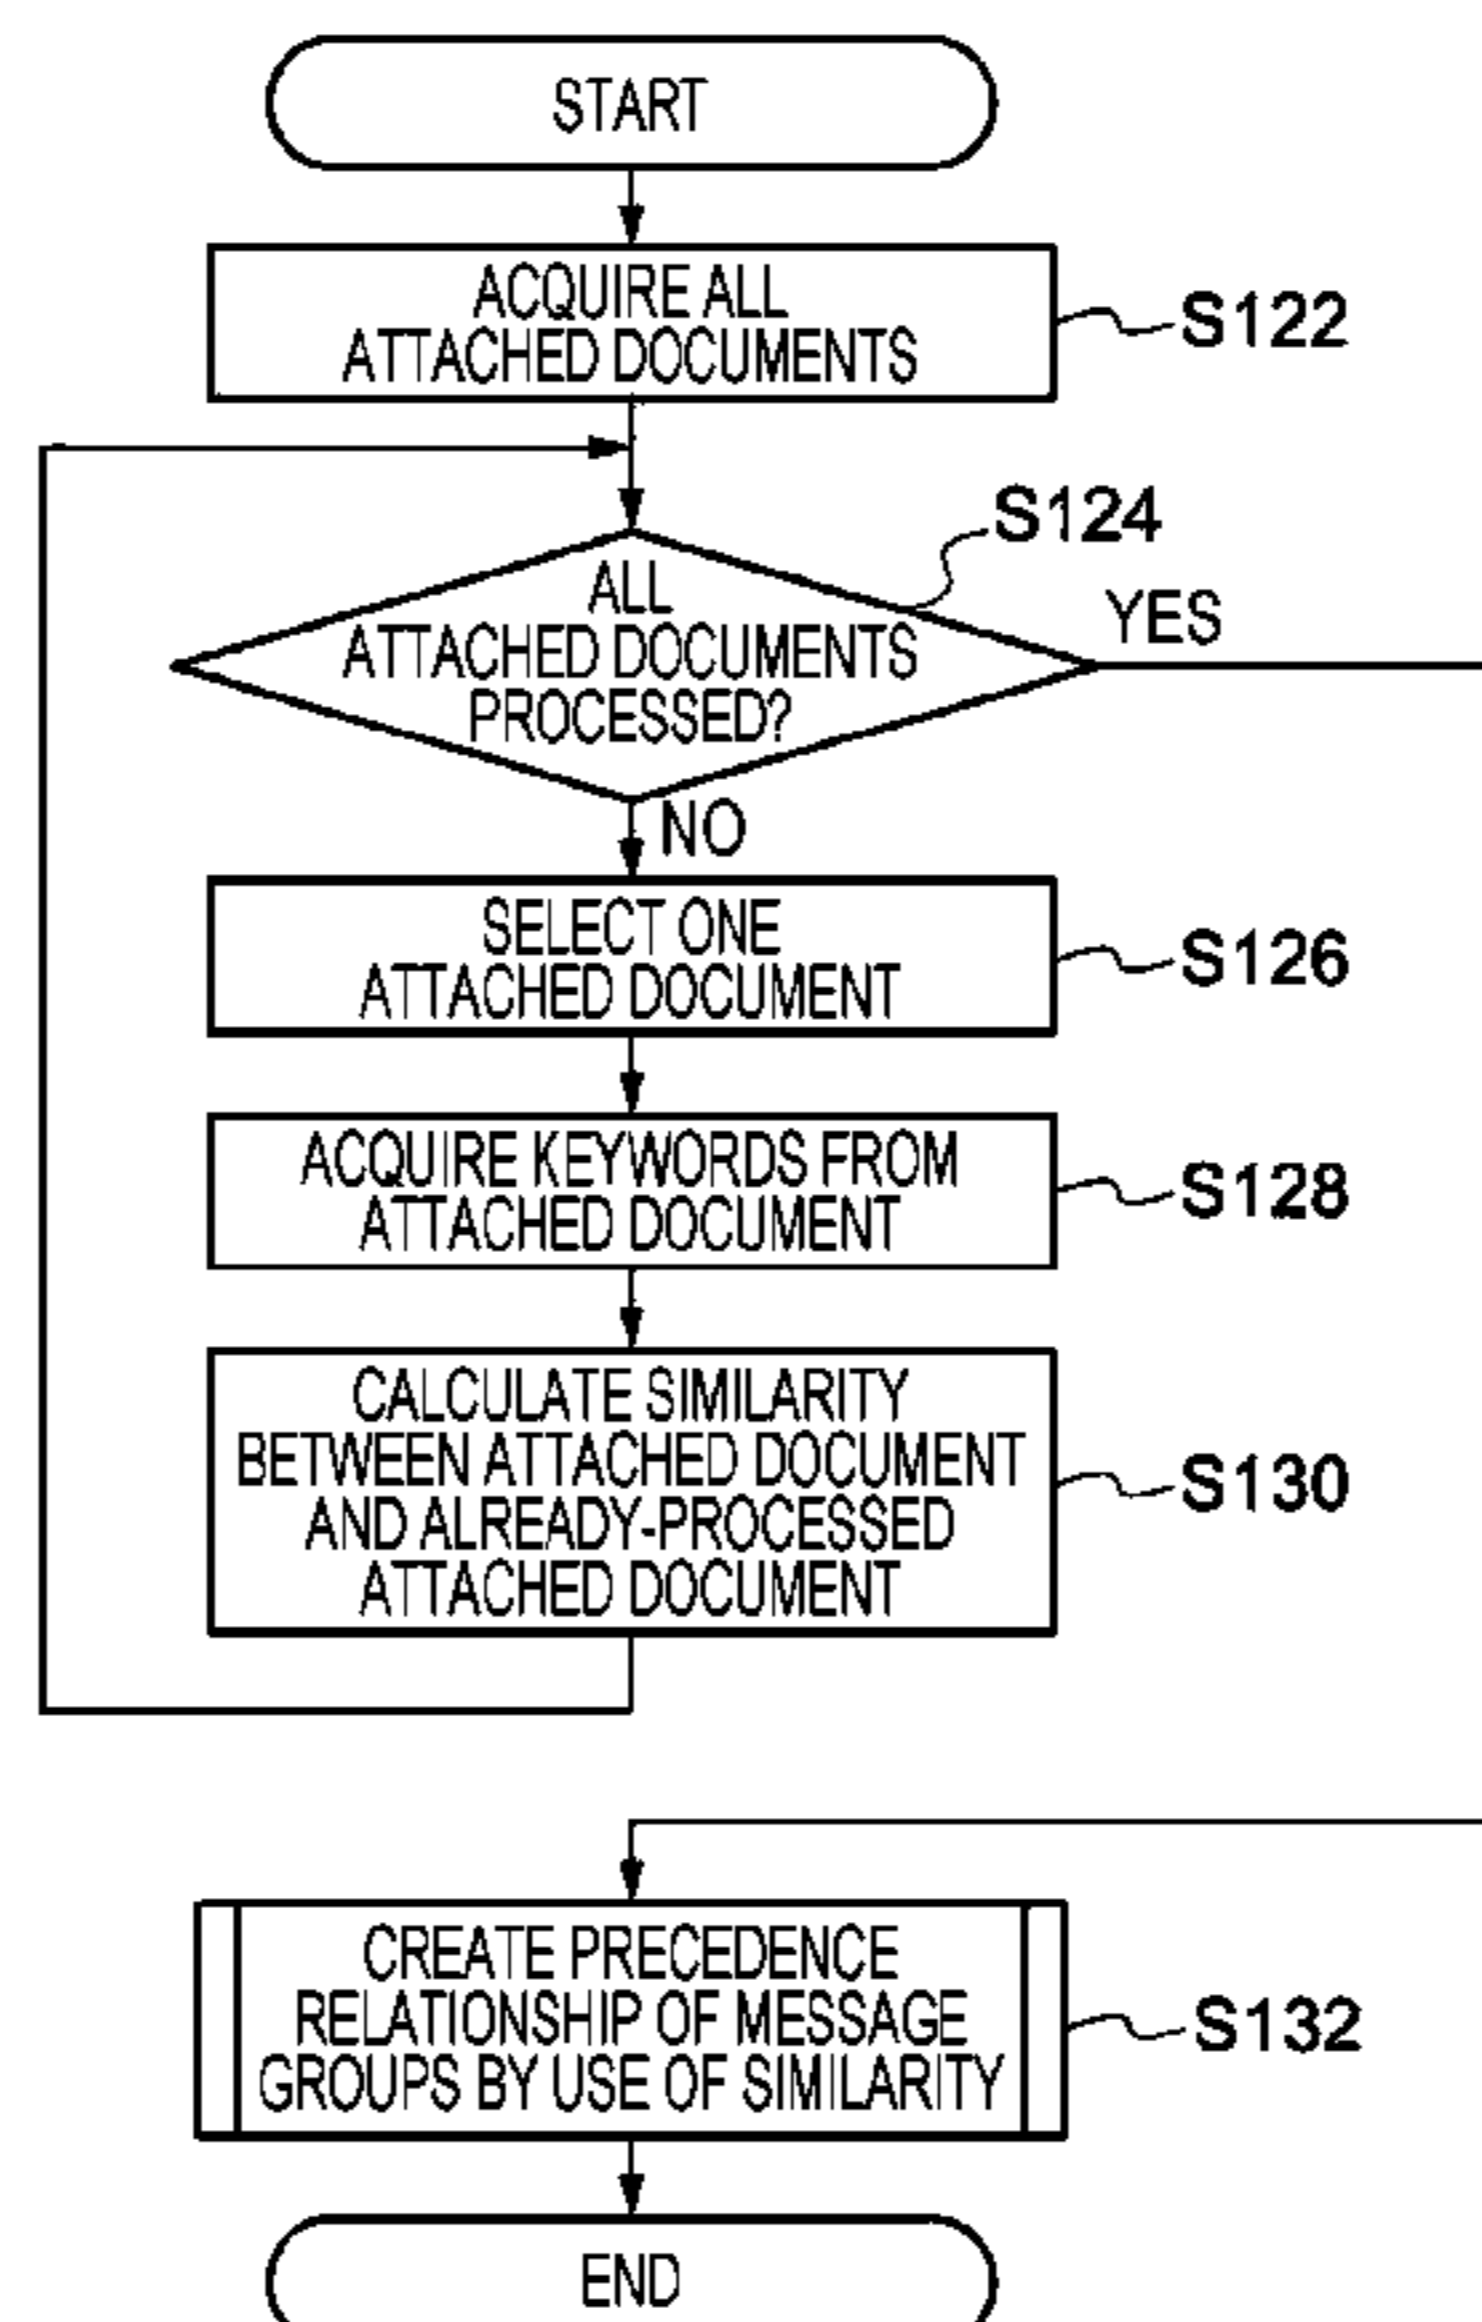 START
ACQUIRE ALL
ATTACHED DOCUMENTS
S122
S124
ALL
ATTACHED DOCUMENTS
PROCESSED?
YES
NO
SELECT ONE
ATTACHED DOCUMENT
S126
ACQUIRE KEYWORDS FROM
ATTACHED DOCUMENT
S128
CALCULATE SIMILARITY
BETWEEN ATTACHED DOCUMENT
AND ALREADY-PROCESSED
ATTACHED DOCUMENT
S130
CREATE PRECEDENCE
RELATIONSHIP OF MESSAGE
GROUPS BY USE OF SIMILARITY
S132
END